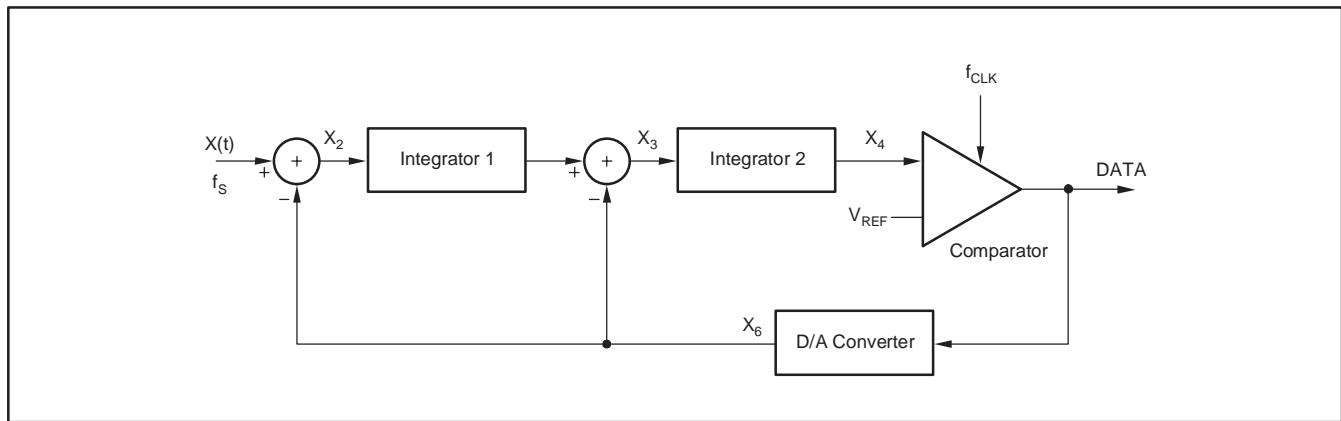 f_CLK
X(t)
f_S
+
+
−
X_2
Integrator 1
+
+
−
X_3
Integrator 2
X_4
V_REF
Comparator
DATA
X_6
D/A Converter